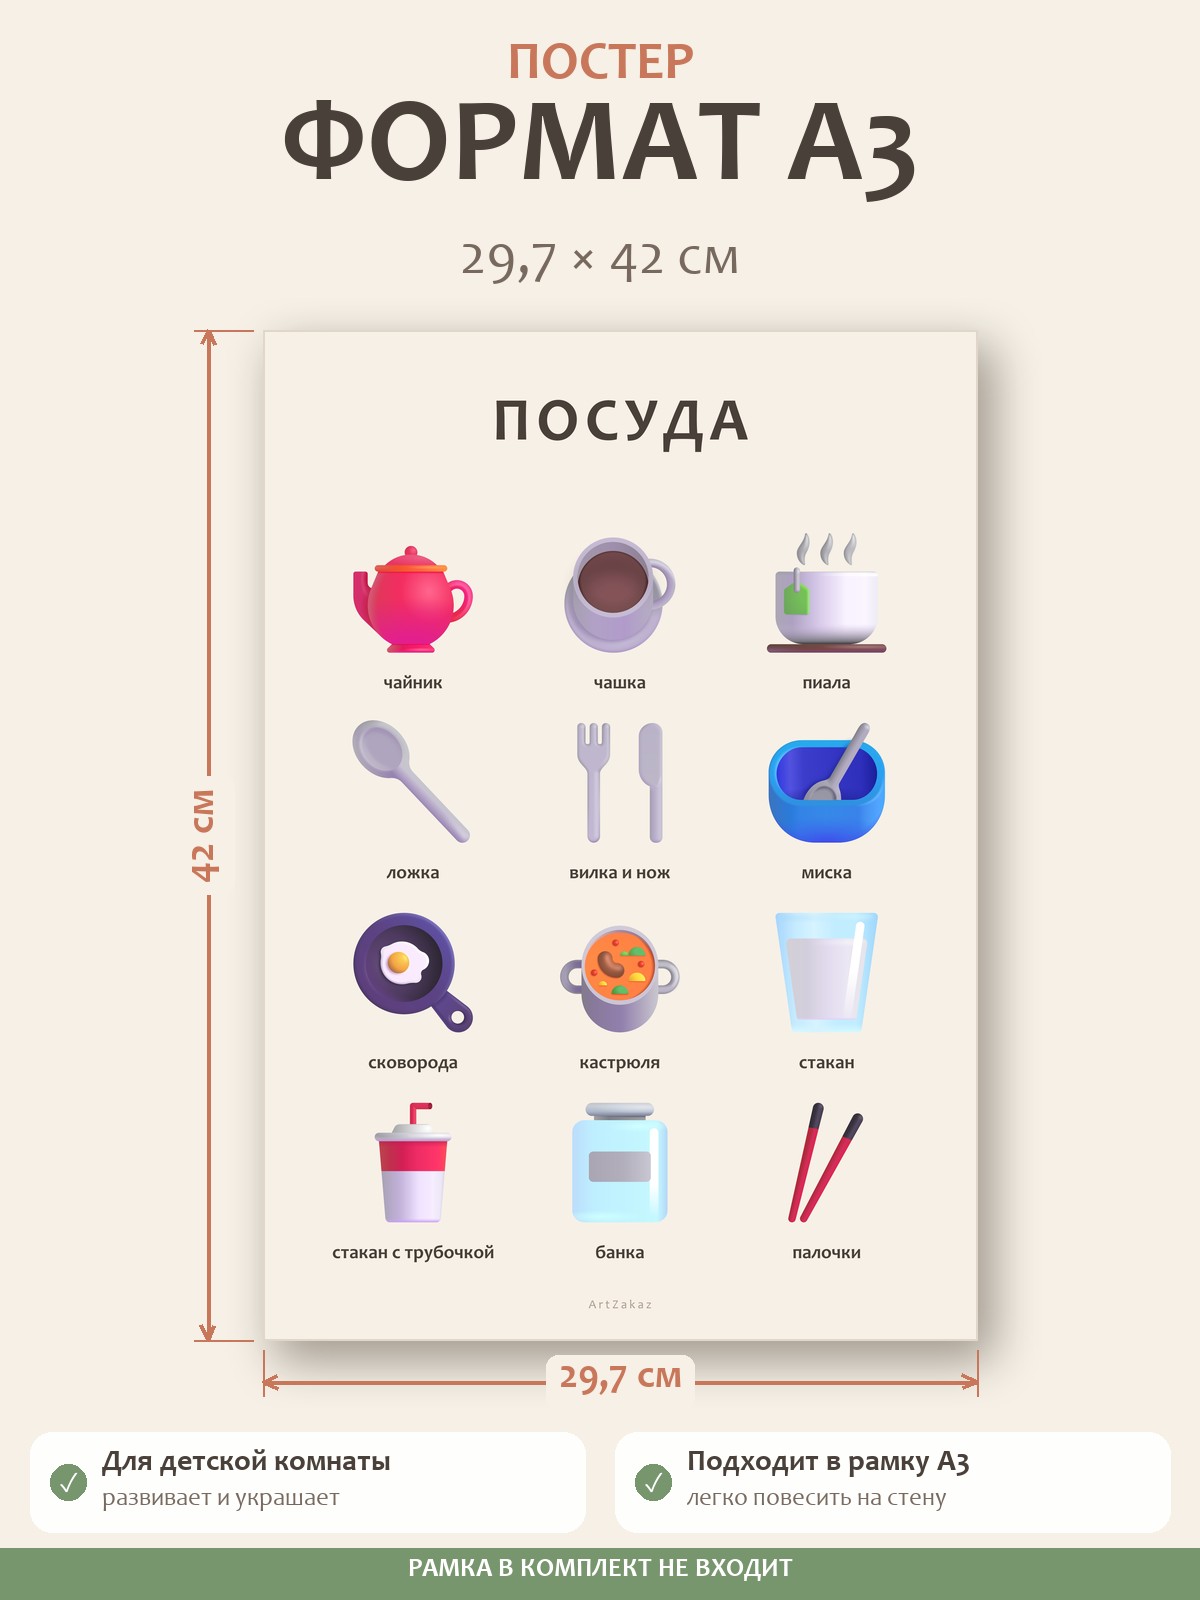 ПОСТЕР
ФОРМАТ А3
29,7 × 42 см
42 см
ПОСУДА
чайник
чашка
пиала
ложка
вилка и нож
миска
сковорода
кастрюля
стакан
стакан с трубочкой
банка
палочки
ArtZakaz
29,7 см
Для детской комнаты
развивает и украшает
Подходит в рамку А3
легко повесить на стену
РАМКА В КОМПЛЕКТ НЕ ВХОДИТ